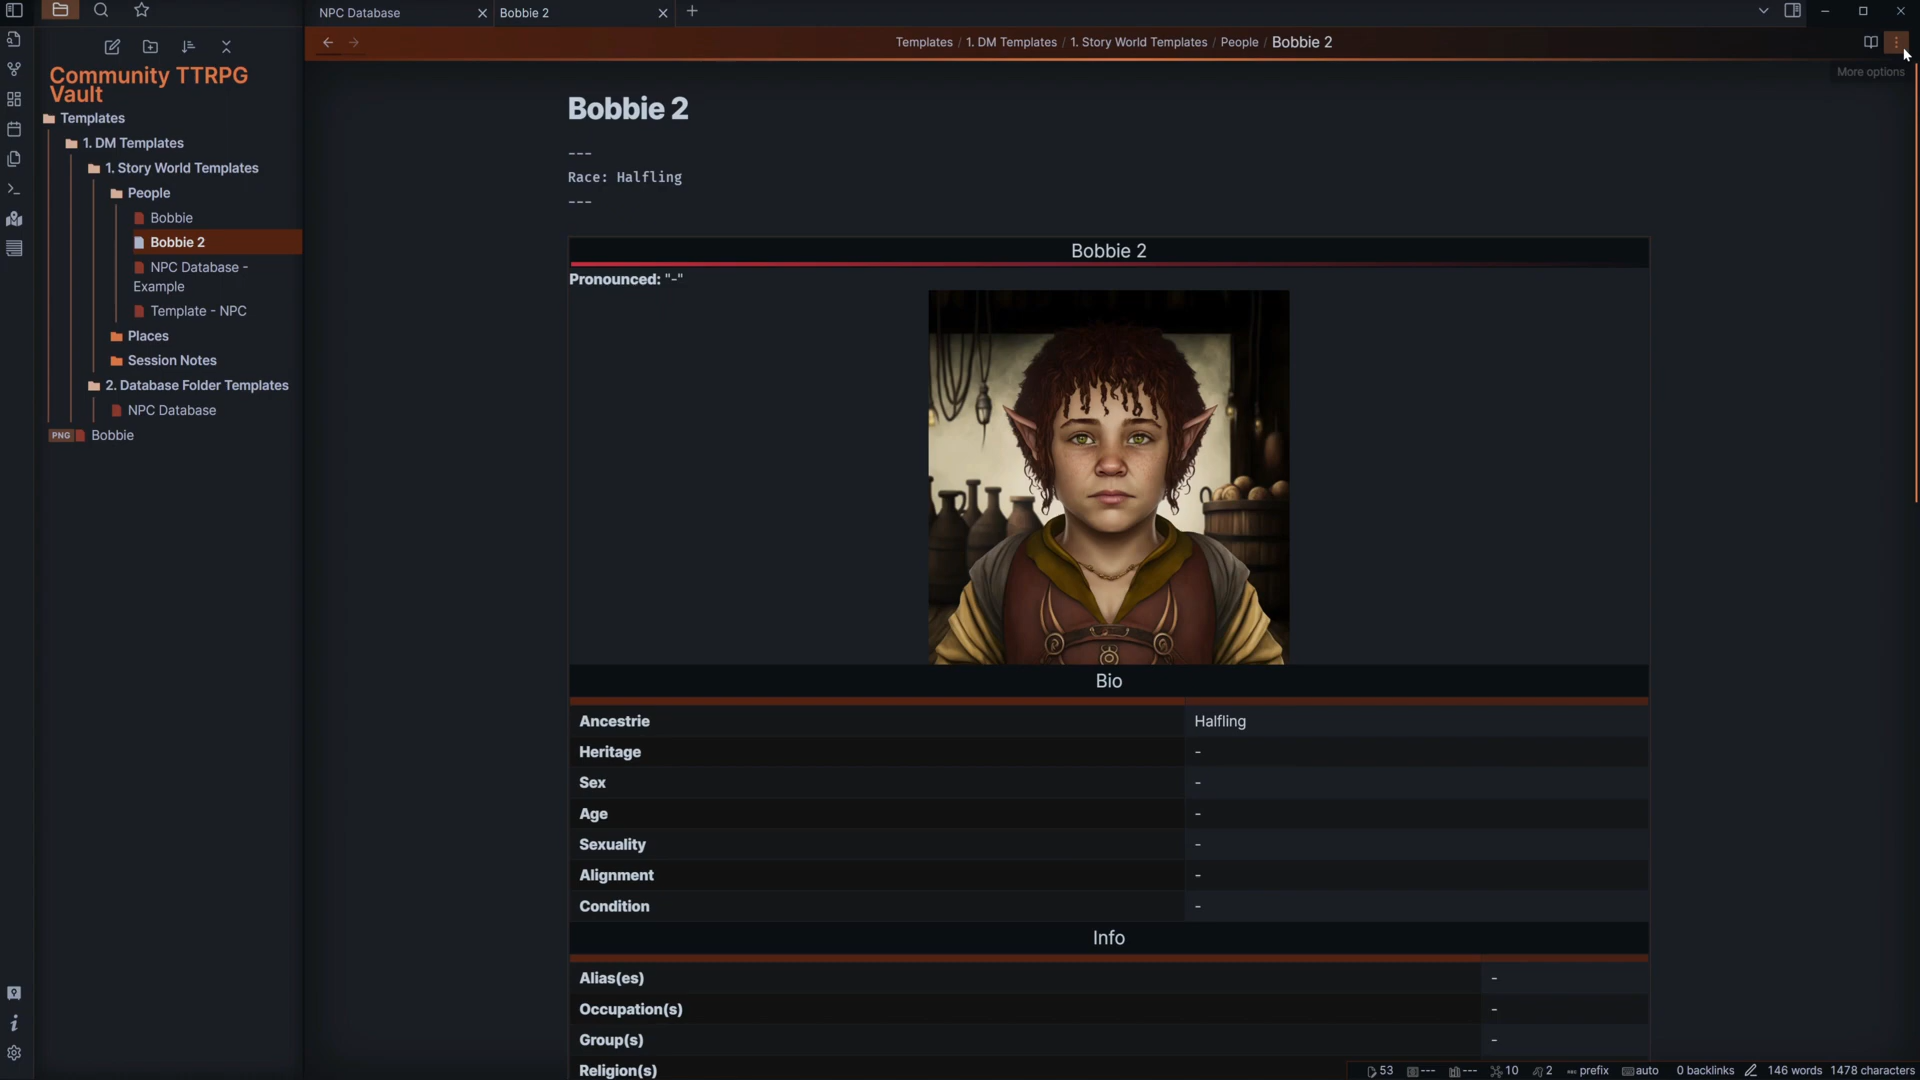 NPC Database
Bobbie 2
Templates / 1. DM Templates / 1. Story World Templates / People / Bobbie 2
More options
Community TTRPG
Vault
Templates
1. DM Templates
1. Story World Templates
People
Bobbie
Bobbie 2
NPC Database -
Example
Template - NPC
Places
Session Notes
2. Database Folder Templates
NPC Database
PNG Bobbie
Bobbie 2
---
Race: Halfling
---
Bobbie 2
Pronounced: "-"
Bio
Ancestrie Halfling
Heritage -
Sex -
Age -
Sexuality -
Alignment -
Condition -
Info
Alias(es) -
Occupation(s) -
Group(s) -
Religion(s)
53 --- --- 10 2 prefix auto 0 backlinks 146 words 1478 characters